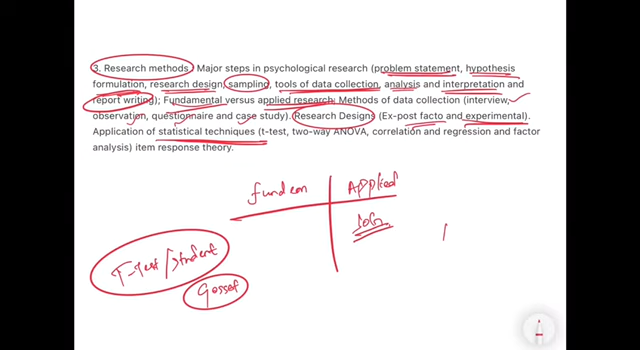 3. Research methods: Major steps in psychological research (problem statement, hypothesis
formulation, research design, sampling, tools of data collection, analysis and interpretation and
report writing); Fundamental versus applied research; Methods of data collection (interview,
observation, questionnaire and case study). Research Designs (Ex-post facto and experimental).
Application of statistical techniques (t-test, two-way ANOVA, correlation and regression and factor
analysis) item response theory.
Applied
T-Test/Student